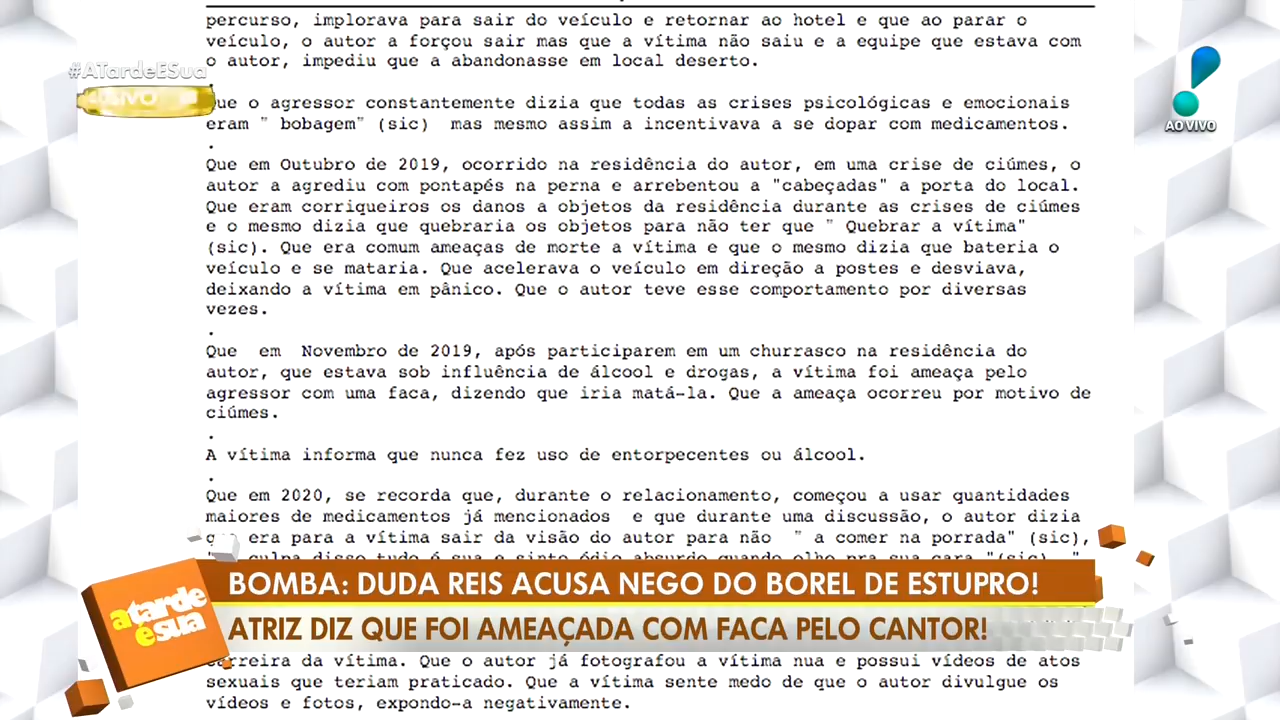 percurso, implorava para sair do veículo e retornar ao hotel e que ao parar o
veículo, o autor a forçou sair mas que a vítima não saiu e a equipe que estava com
o autor, impediu que a abandonasse em local deserto.
#ATardeÉSua
AO VIVO
.
Que o agressor constantemente dizia que todas as crises psicológicas e emocionais
eram " bobagem" (sic) mas mesmo assim a incentivava a se dopar com medicamentos.
.
Que em Outubro de 2019, ocorrido na residência do autor, em uma crise de ciúmes, o
autor a agrediu com pontapés na perna e arrebentou a "cabeçadas" a porta do local.
Que eram corriqueiros os danos a objetos da residência durante as crises de ciúmes
e o mesmo dizia que quebraria os objetos para não ter que " Quebrar a vítima"
(sic). Que era comum ameaças de morte a vítima e que o mesmo dizia que bateria o
veículo e se mataria. Que acelerava o veículo em direção a postes e desviava,
deixando a vítima em pânico. Que o autor teve esse comportamento por diversas
vezes.
.
Que em Novembro de 2019, após participarem em um churrasco na residência do
autor, que estava sob influência de álcool e drogas, a vítima foi ameaça pelo
agressor com uma faca, dizendo que iria matá-la. Que a ameaça ocorreu por motivo de
ciúmes.
.
A vítima informa que nunca fez uso de entorpecentes ou álcool.
.
Que em 2020, se recorda que, durante o relacionamento, começou a usar quantidades
maiores de medicamentos já mencionados e que durante uma discussão, o autor dizia
que era para a vítima sair da visão do autor para não " a comer na porrada" (sic),
culpa disso tudo é sua e sinto ódio absurdo quando olho pra sua cara "(sic). "
BOMBA: DUDA REIS ACUSA NEGO DO BOREL DE ESTUPRO!
a tarde é sua
ATRIZ DIZ QUE FOI AMEAÇADA COM FACA PELO CANTOR!
carreira da vítima. Que o autor já fotografou a vítima nua e possui vídeos de atos
sexuais que teriam praticado. Que a vítima sente medo de que o autor divulgue os
vídeos e fotos, expondo-a negativamente.